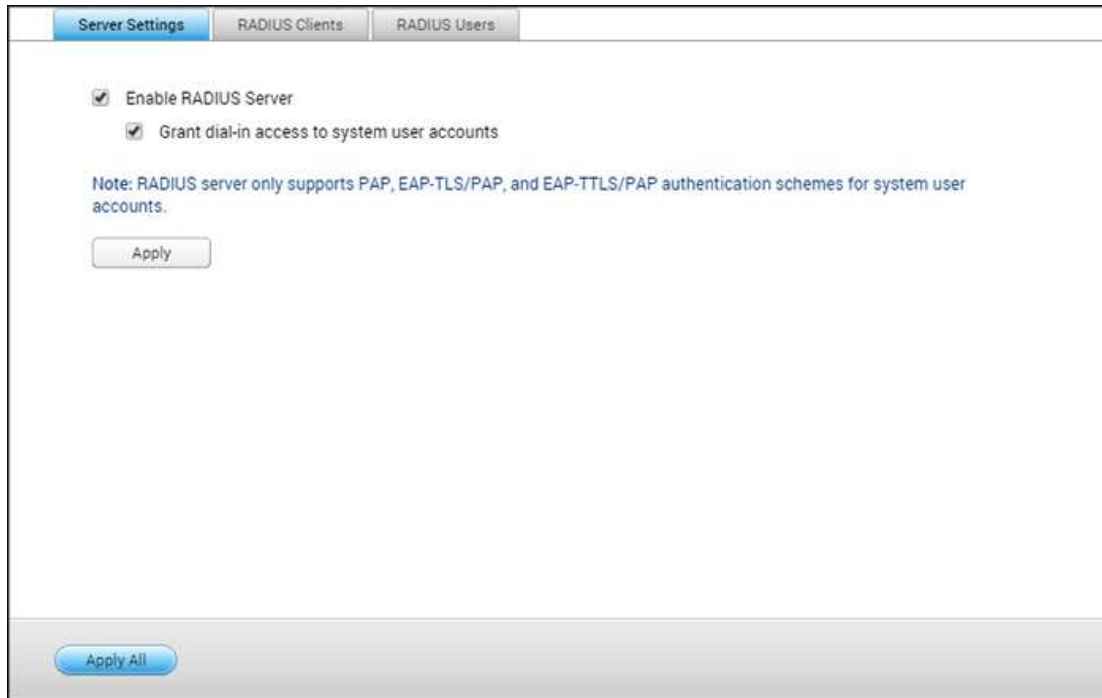 Server Settings
RADIUS Clients
RADIUS Users
Enable RADIUS Server
Grant dial-in access to system user accounts
Note: RADIUS server only supports PAP, EAP-TLS/PAP, and EAP-TTLS/PAP authentication schemes for system user
accounts.
Apply
Apply All